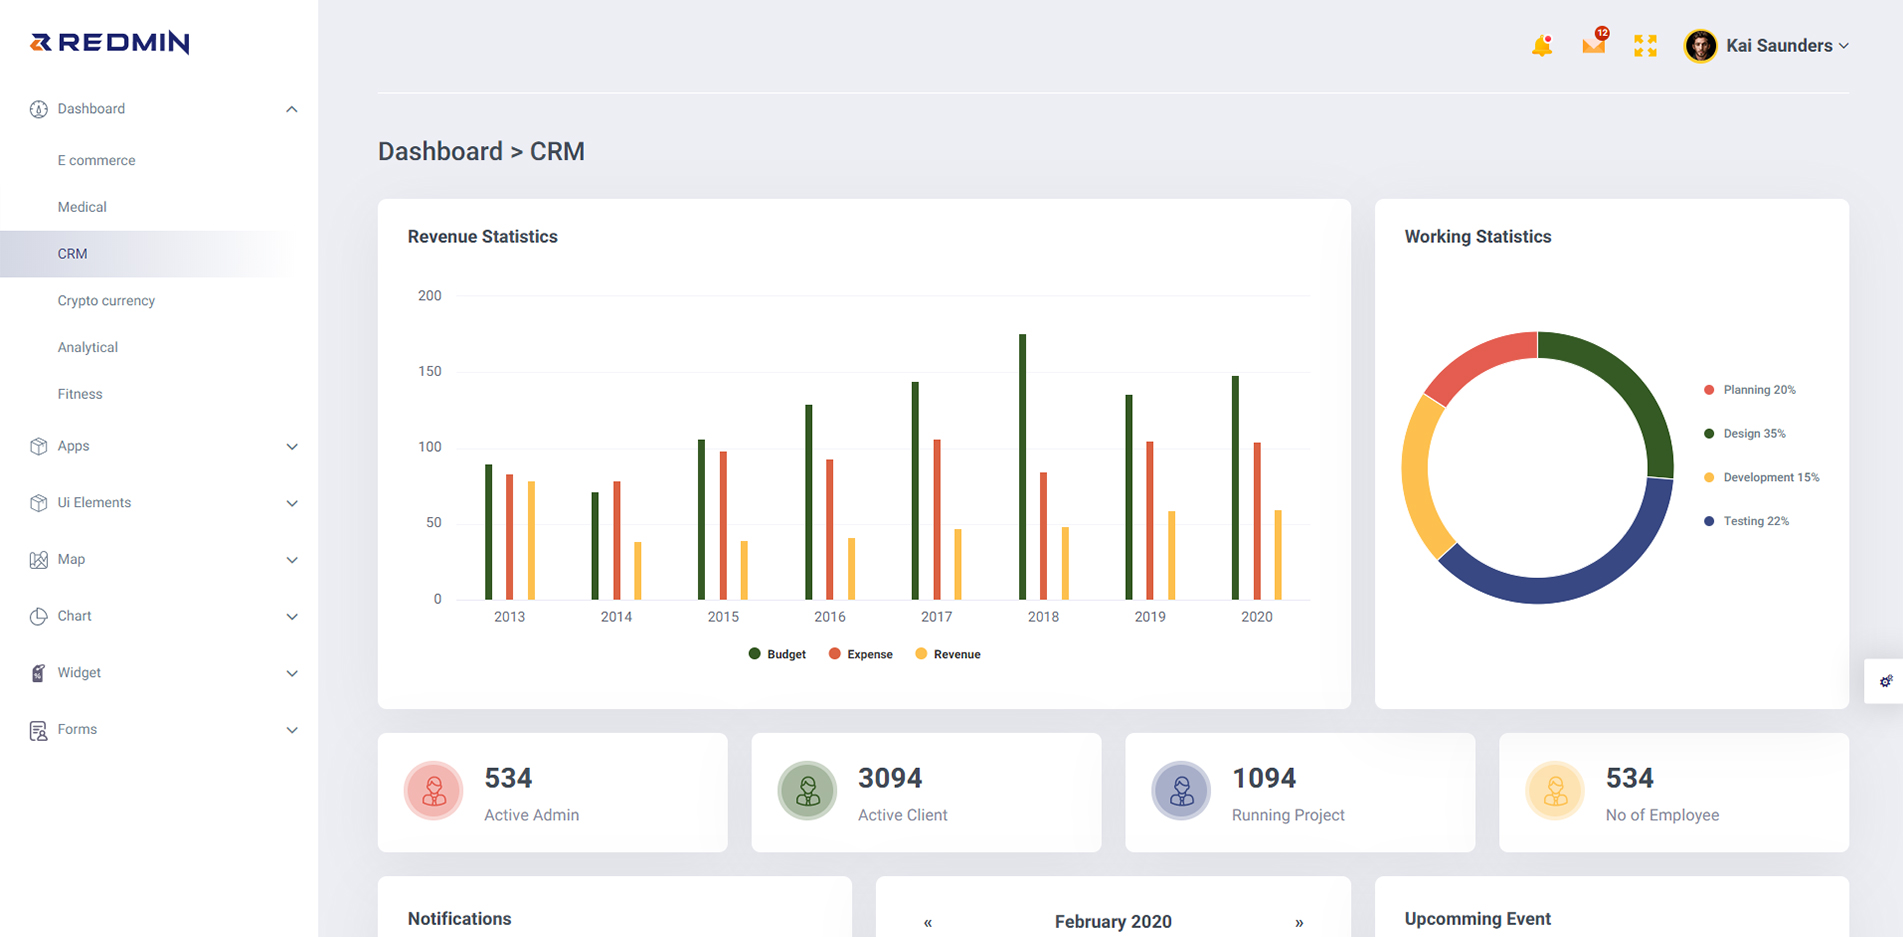 REDMIN
Dashboard
E commerce
Medical
CRM
Crypto currency
Analytical
Fitness
Apps
Ui Elements
Map
Chart
Widget
Forms
12
Kai Saunders
Dashboard > CRM
Revenue Statistics
200
150
100
50
0
2013 2014 2015 2016 2017 2018 2019 2020
Budget Expense Revenue
Working Statistics
Planning 20%
Design 35%
Development 15%
Testing 22%
534
Active Admin
3094
Active Client
1094
Running Project
534
No of Employee
Notifications
« February 2020 »
Upcomming Event